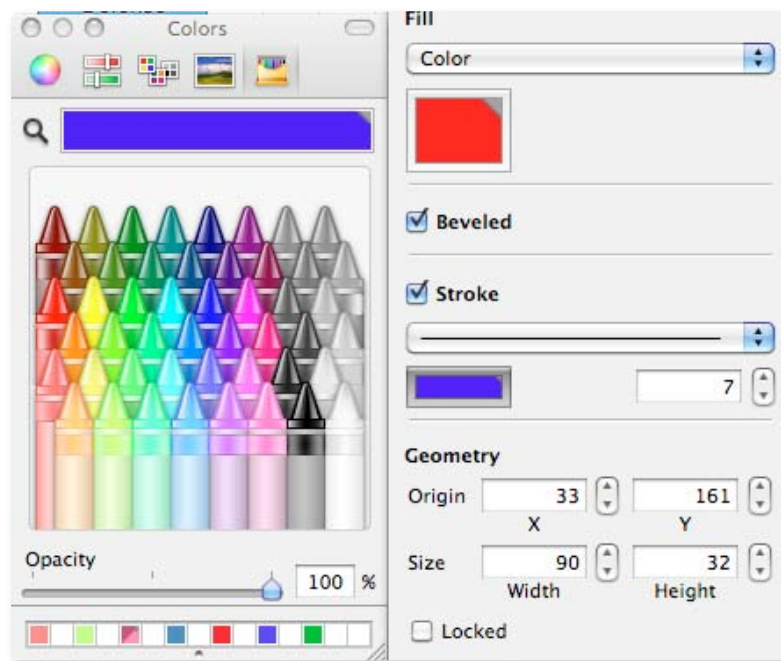 Colors
Opacity
100 %
Fill
Color
Beveled
Stroke
7
Geometry
Origin 33 161
X Y
Size 90 32
Width Height
Locked